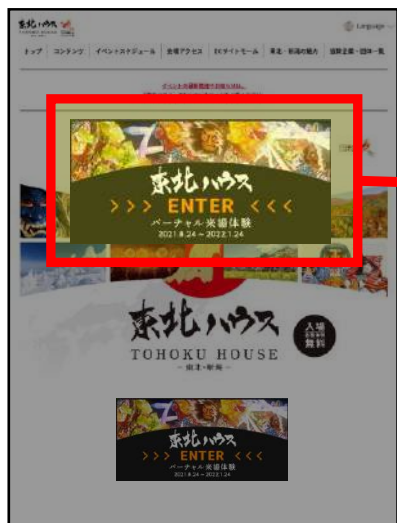 東北ハウス
Language
トップ コンテンツ イベントスケジュール 会場アクセス ECサイトモール 東北・新潟の魅力 協賛企業・団体一覧
東北ハウス
>>> ENTER <<<
バーチャル来場体験
2021.8.24～2022.1.24
東北ハウス
入場
無料
TOHOKU HOUSE
－東北・新潟－
東北ハウス
>>> ENTER <<<
バーチャル来場体験
2021.8.24～2022.1.24